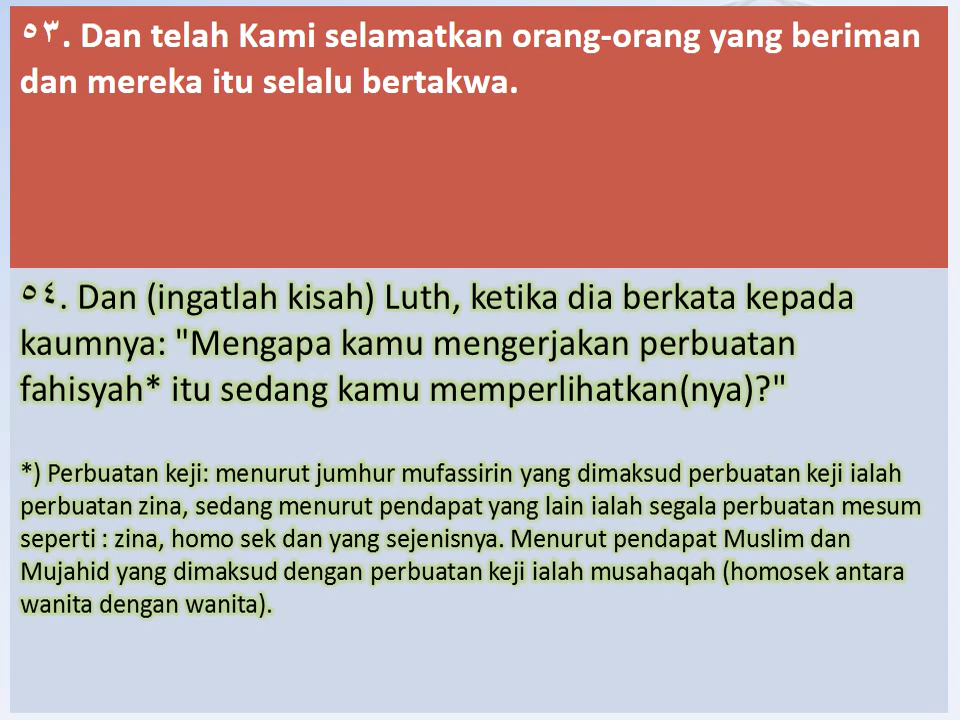 ٥٣. Dan telah Kami selamatkan orang-orang yang beriman
dan mereka itu selalu bertakwa.
٥٤. Dan (ingatlah kisah) Luth, ketika dia berkata kepada
kaumnya: "Mengapa kamu mengerjakan perbuatan
fahisyah* itu sedang kamu memperlihatkan(nya)?"
*) Perbuatan keji: menurut jumhur mufassirin yang dimaksud perbuatan keji ialah
perbuatan zina, sedang menurut pendapat yang lain ialah segala perbuatan mesum
seperti : zina, homo sek dan yang sejenisnya. Menurut pendapat Muslim dan
Mujahid yang dimaksud dengan perbuatan keji ialah musahaqah (homosek antara
wanita dengan wanita).